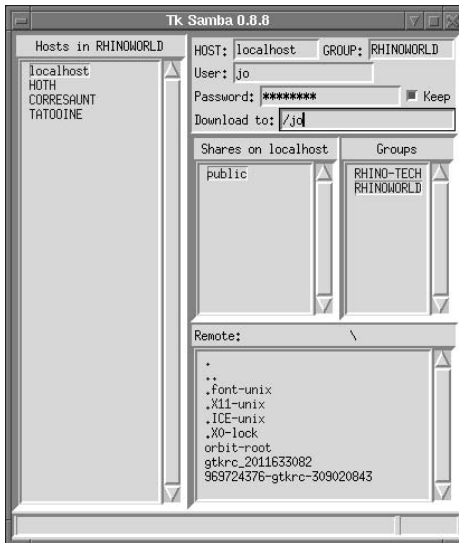 Tk Samba 0.8.8
Hosts in RHINOWORLD
localhost
HOTH
CORRESAUNT
TATOOINE
HOST: localhost GROUP: RHINOWORLD
User: jo
Password: ******** Keep
Download to: /jo
Shares on localhost
public
Groups
RHINO-TECH
RHINOWORLD
Remote: \
.
..
.font-unix
.X11-unix
.ICE-unix
.X0-lock
orbit-root
gtkrc_2011633082
969724376-gtkrc-309020843